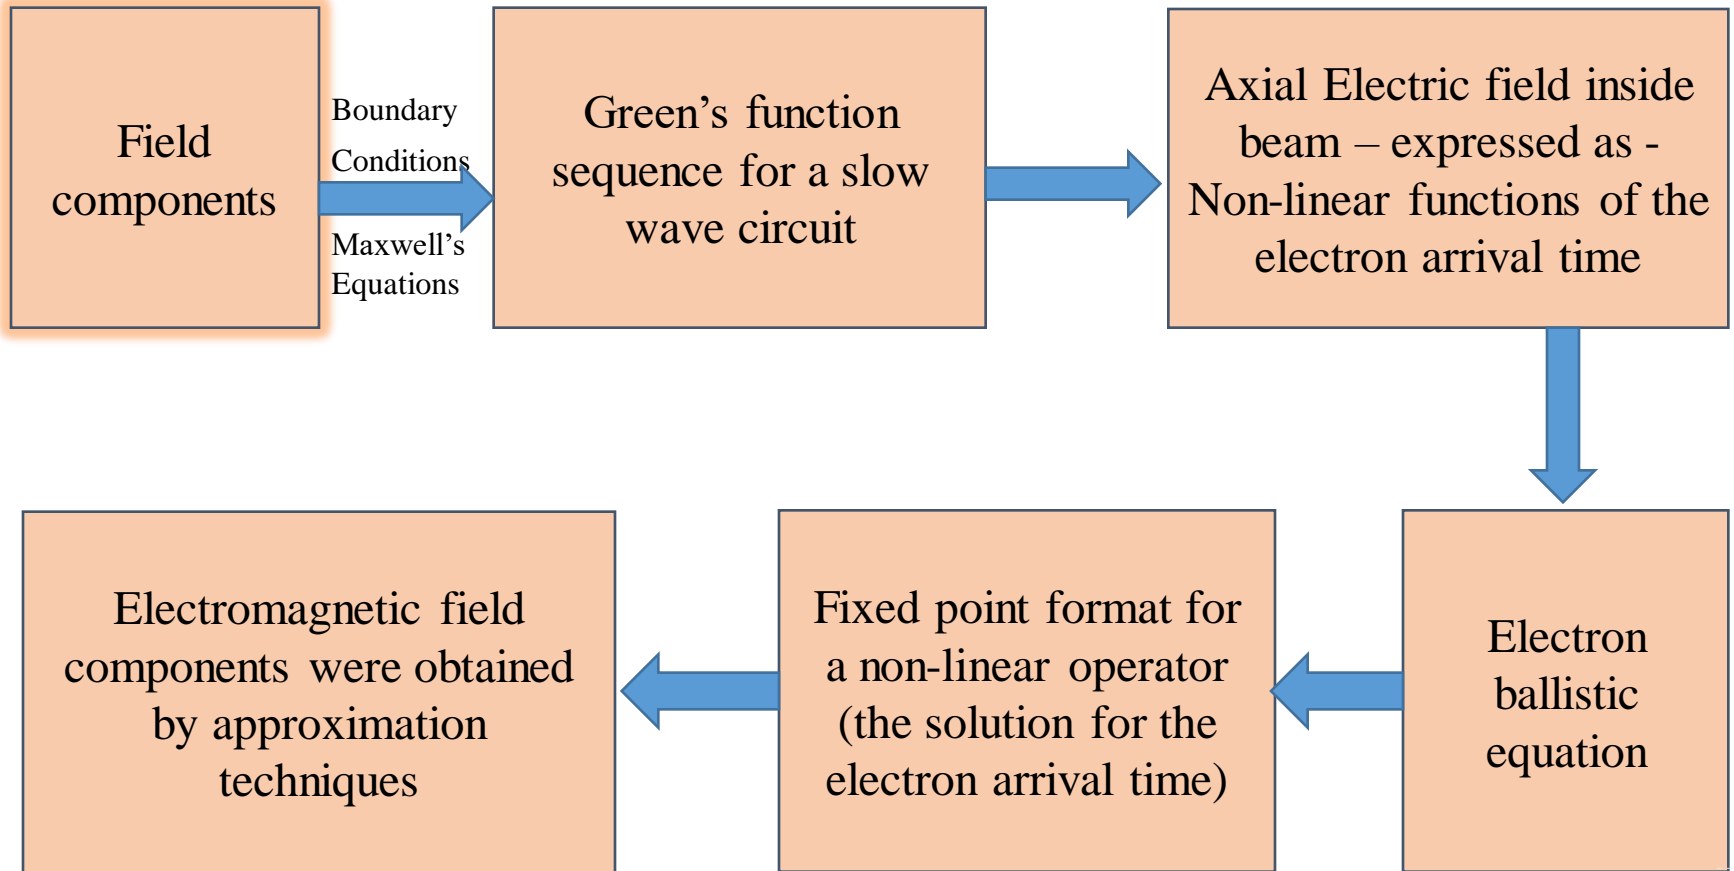 Field
components
Boundary
Conditions
Maxwell’s
Equations
Green’s function
sequence for a slow
wave circuit
Axial Electric field inside
beam – expressed as -
Non-linear functions of the
electron arrival time
Electron
ballistic
equation
Fixed point format for
a non-linear operator
(the solution for the
electron arrival time)
Electromagnetic field
components were obtained
by approximation
techniques